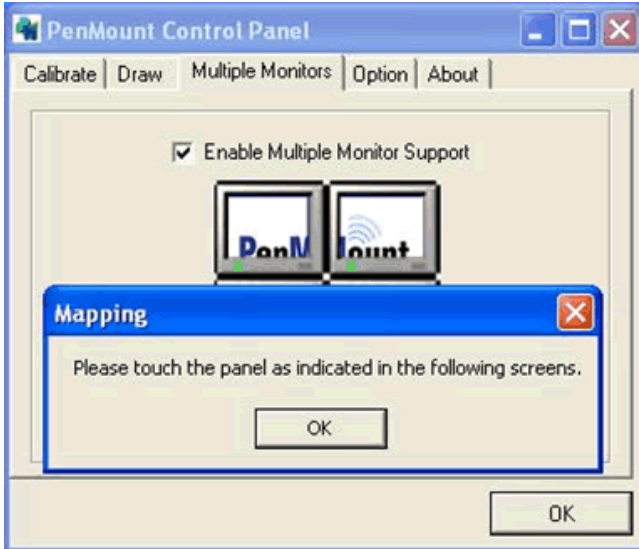 PenMount Control Panel
Calibrate Draw Multiple Monitors Option About
Enable Multiple Monitor Support
PenMount
Mapping
Please touch the panel as indicated in the following screens.
OK
OK